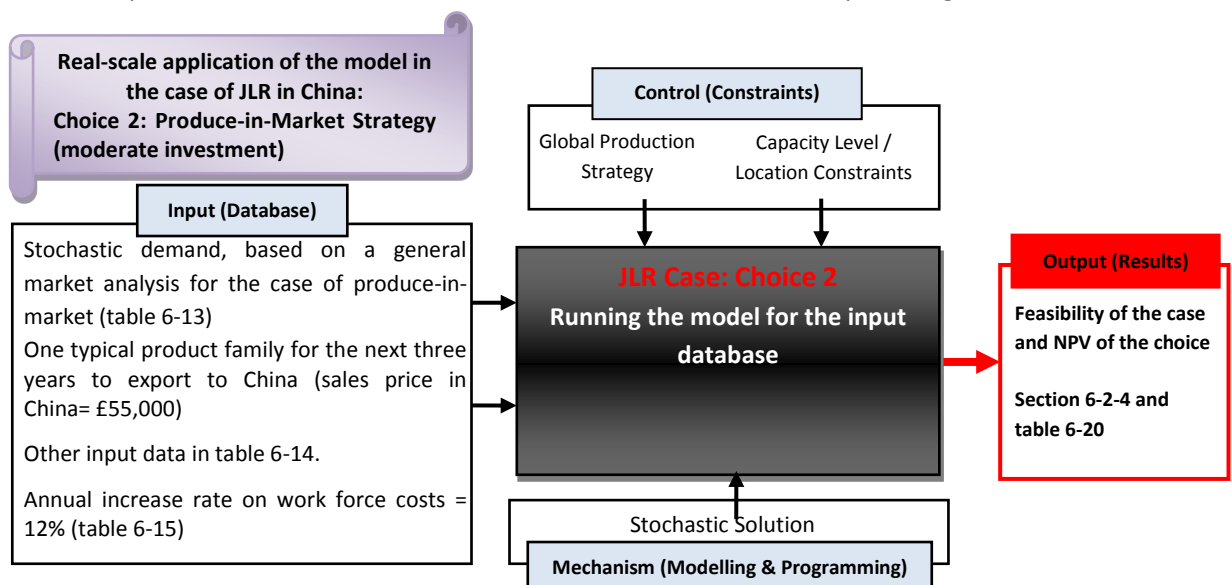 Real-scale application of the model in
the case of JLR in China:
Choice 2: Produce-in-Market Strategy
(moderate investment)
Input (Database)
Stochastic demand, based on a general
market analysis for the case of produce-in-
market (table 6-13)
One typical product family for the next three
years to export to China (sales price in
China= £55,000)
Other input data in table 6-14.
Annual increase rate on work force costs =
12% (table 6-15)
Control (Constraints)
Global Production
Strategy
Capacity Level /
Location Constraints
JLR Case: Choice 2
Running the model for the input
database
Stochastic Solution
Mechanism (Modelling & Programming)
Output (Results)
Feasibility of the case
and NPV of the choice
Section 6-2-4 and
table 6-20